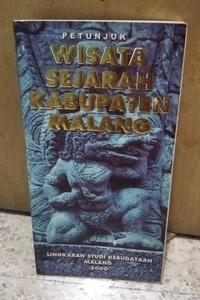 PETUNJUK
WISATA
SEJARAH
KABUPATEN
MALANG
LINGKARAN STUDI KEBUDAYAAN
MALANG
2000